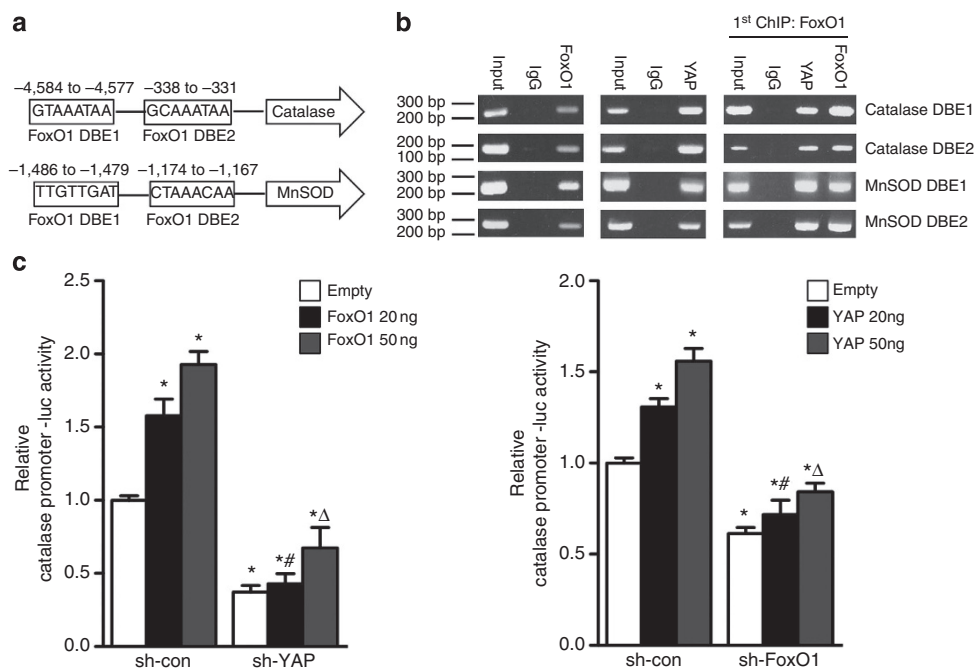 a
−4,584 to −4,577
−338 to −331
GTAAATAA
GCAAATAA
Catalase
FoxO1 DBE1
FoxO1 DBE2
−1,486 to −1,479
−1,174 to −1,167
TTGTTGAT
CTAAACAA
MnSOD
FoxO1 DBE1
FoxO1 DBE2
b
1st ChIP: FoxO1
Input
IgG
FoxO1
Input
IgG
YAP
Input
IgG
YAP
FoxO1
300 bp
200 bp
Catalase DBE1
200 bp
100 bp
Catalase DBE2
300 bp
200 bp
MnSOD DBE1
300 bp
200 bp
MnSOD DBE2
c
Relative
catalase promoter -luc activity
2.5
2.0
1.5
1.0
0.5
0.0
Empty
FoxO1 20 ng
FoxO1 50 ng
*
*
*
*#
*Δ
sh-con
sh-YAP
Relative
catalase promoter -luc activity
2.0
1.5
1.0
0.5
0.0
Empty
YAP 20ng
YAP 50ng
*
*
*
*#
*Δ
sh-con
sh-FoxO1